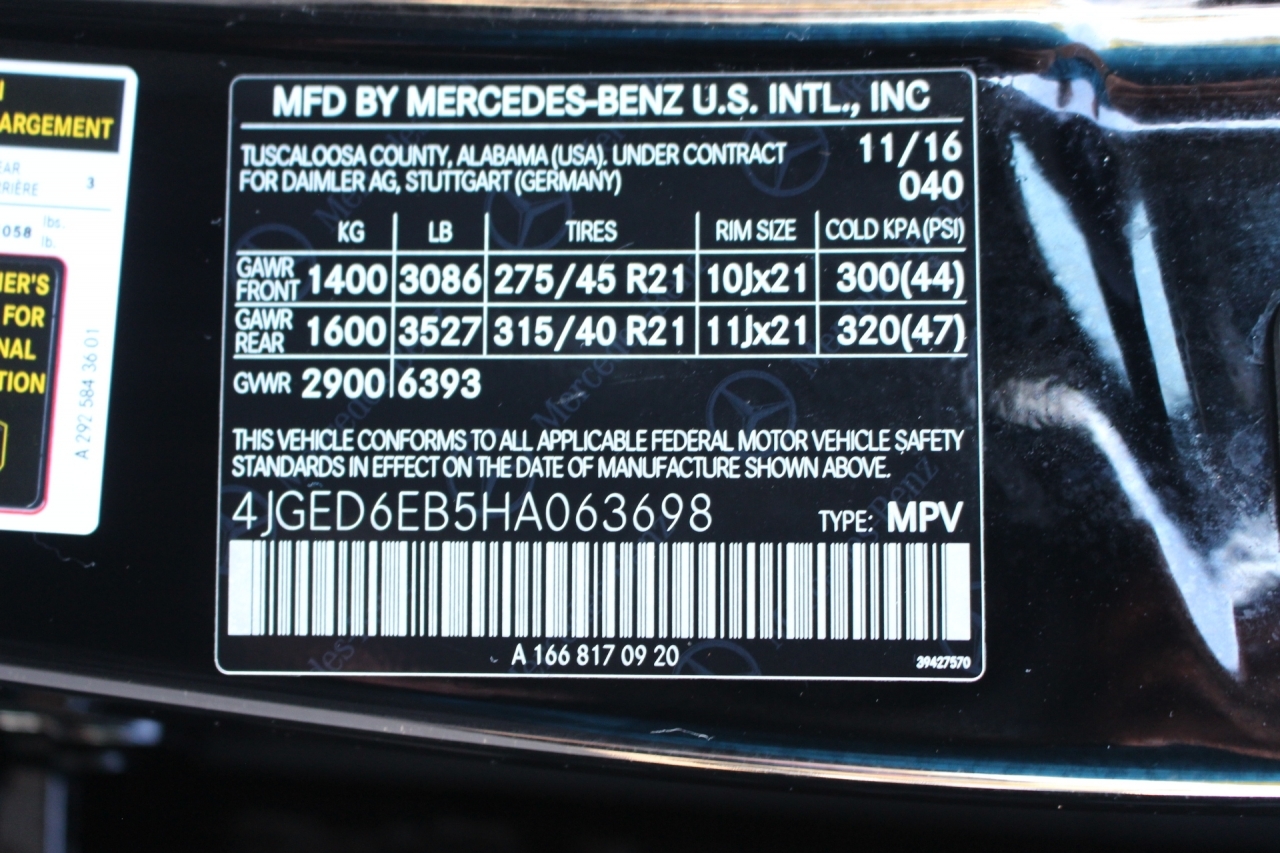 ARGEMENT
3
058 lbs.
lb.
FOR
A 292 584 36 01
MFD BY MERCEDES-BENZ U.S. INTL., INC
TUSCALOOSA COUNTY, ALABAMA (USA). UNDER CONTRACT 11/16
FOR DAIMLER AG, STUTTGART (GERMANY) 040
KG LB TIRES RIM SIZE COLD KPA (PSI)
GAWR FRONT 1400 3086 275/45 R21 10Jx21 300(44)
GAWR REAR 1600 3527 315/40 R21 11Jx21 320(47)
GVWR 2900 6393
THIS VEHICLE CONFORMS TO ALL APPLICABLE FEDERAL MOTOR VEHICLE SAFETY
STANDARDS IN EFFECT ON THE DATE OF MANUFACTURE SHOWN ABOVE.
4JGED6EB5HA063698 TYPE: MPV
A 166 817 09 20 39427570